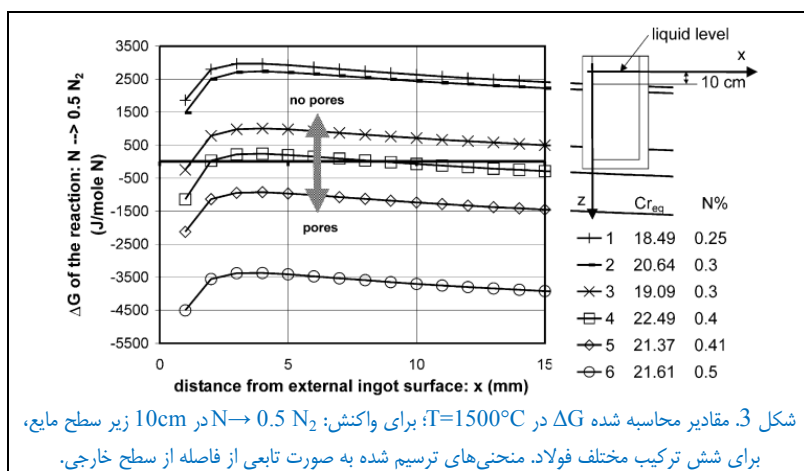 3500
2500
1500
500
-500
-1500
-2500
-3500
-4500
-5500
ΔG of the reaction: N --> 0.5 N₂
(J/mole N)
no pores
pores
0
5
10
15
distance from external ingot surface: x (mm)
liquid level
x
10 cm
z
Cr_eq N%
1 18.49 0.25
2 20.64 0.3
3 19.09 0.3
4 22.49 0.4
5 21.37 0.41
6 21.61 0.5
شکل 3. مقادیر محاسبه شده ΔG در T=1500°C؛ برای واکنش: N→ 0.5 N₂ در 10cm زیر سطح مایع،
برای شش ترکیب مختلف فولاد. منحنی‌های ترسیم شده به صورت تابعی از فاصله از سطح خارجی.